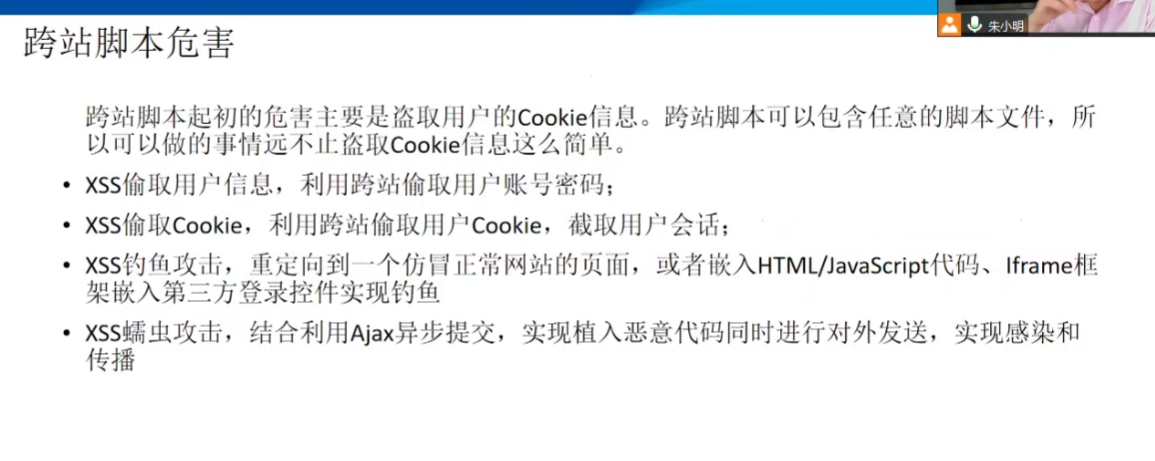 朱小明
跨站脚本危害
跨站脚本起初的危害主要是盗取用户的Cookie信息。跨站脚本可以包含任意的脚本文件，所
以可以做的事情远不止盗取Cookie信息这么简单。
• XSS偷取用户信息，利用跨站偷取用户账号密码；
• XSS偷取Cookie，利用跨站偷取用户Cookie，截取用户会话；
• XSS钓鱼攻击，重定向到一个仿冒正常网站的页面，或者嵌入HTML/JavaScript代码、Iframe框
架嵌入第三方登录控件实现钓鱼
• XSS蠕虫攻击，结合利用Ajax异步提交，实现植入恶意代码同时进行对外发送，实现感染和
传播